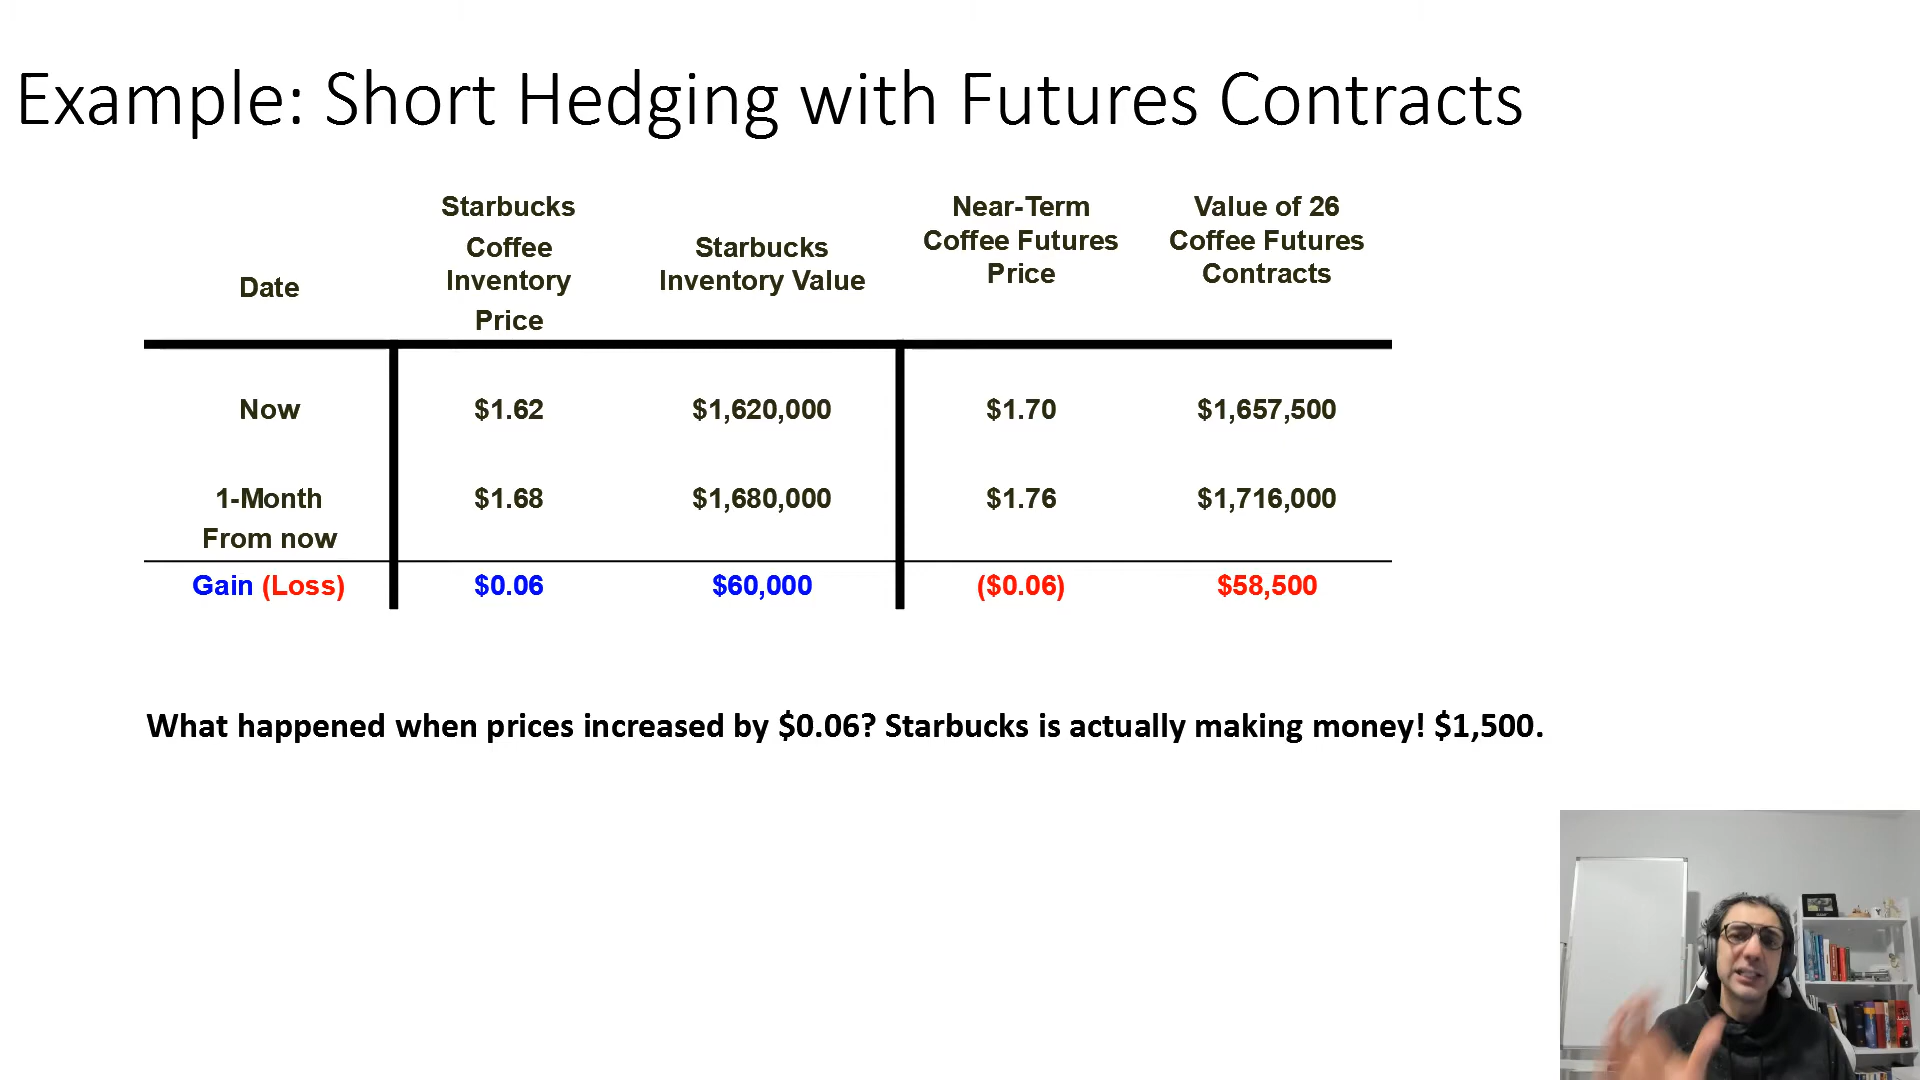 Example: Short Hedging with Futures Contracts
Date
Starbucks
Coffee
Inventory
Price
Starbucks
Inventory Value
Near-Term
Coffee Futures
Price
Value of 26
Coffee Futures
Contracts
Now
$1.62
$1,620,000
$1.70
$1,657,500
1-Month
From now
$1.68
$1,680,000
$1.76
$1,716,000
Gain (Loss)
$0.06
$60,000
($0.06)
$58,500
What happened when prices increased by $0.06? Starbucks is actually making money! $1,500.